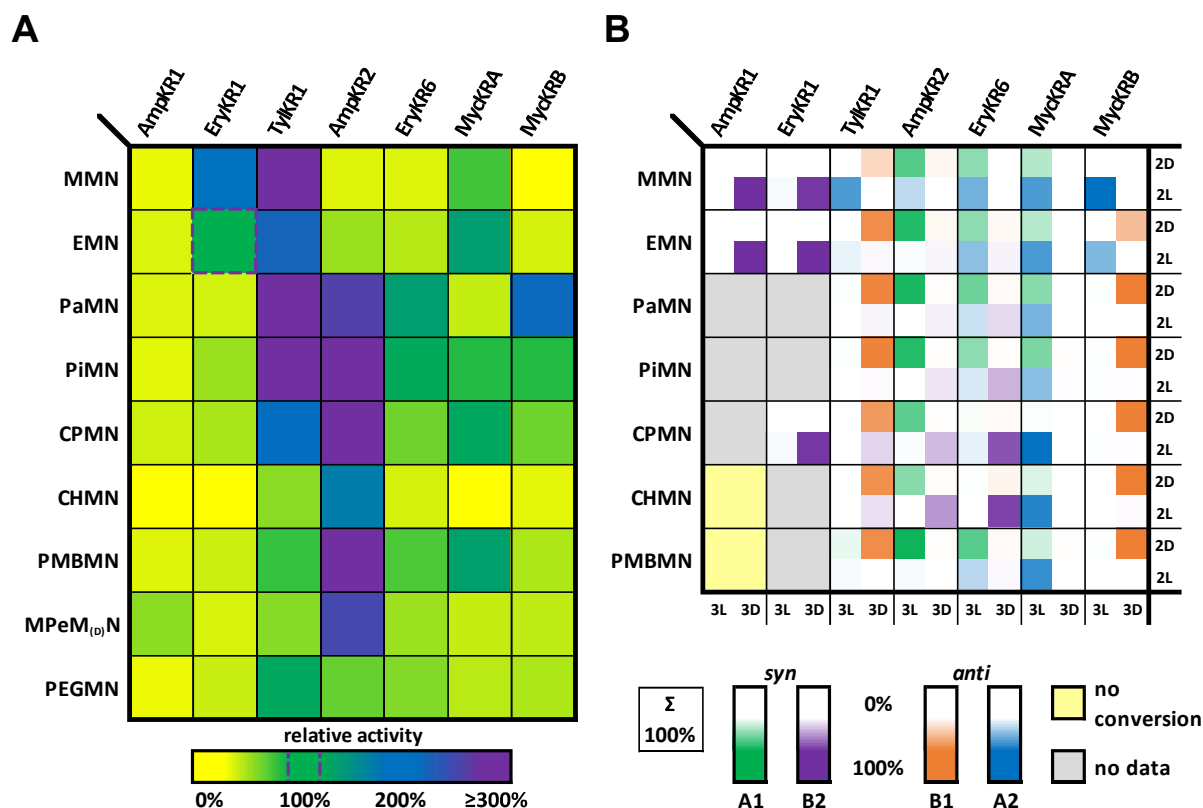 A
B
AmpKR1 EryKR1 TylKR1 AmpKR2 EryKR6 MycKRA MycKRB
AmpKR1 EryKR1 TylKR1 AmpKR2 EryKR6 MycKRA MycKRB
MMN
EMN
PaMN
PiMN
CPMN
CHMN
PMBMN
MPeM(D)N
PEGMN
relative activity
0% 100% 200% ≥300%
MMN 2D
2L
EMN 2D
2L
PaMN 2D
2L
PiMN 2D
2L
CPMN 2D
2L
CHMN 2D
2L
PMBMN 2D
2L
3L 3D 3L 3D 3L 3D 3L 3D 3L 3D 3L 3D 3L 3D
syn anti
Σ
100%
0%
100%
A1 B2 B1 A2
no
conversion
no data